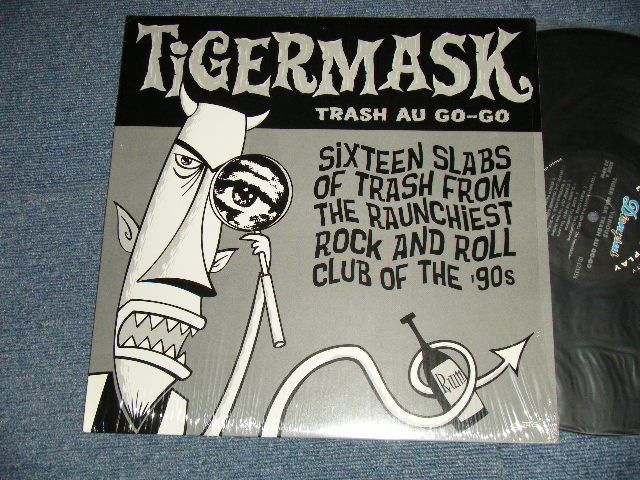 TiGERMASK
TRASH AU GO-GO
SiXTEEN SLABS
OF TRASH FROM
THE RAUNCHIEST
ROCK AND ROLL
CLUB OF THE '90s
RUM
PLAY